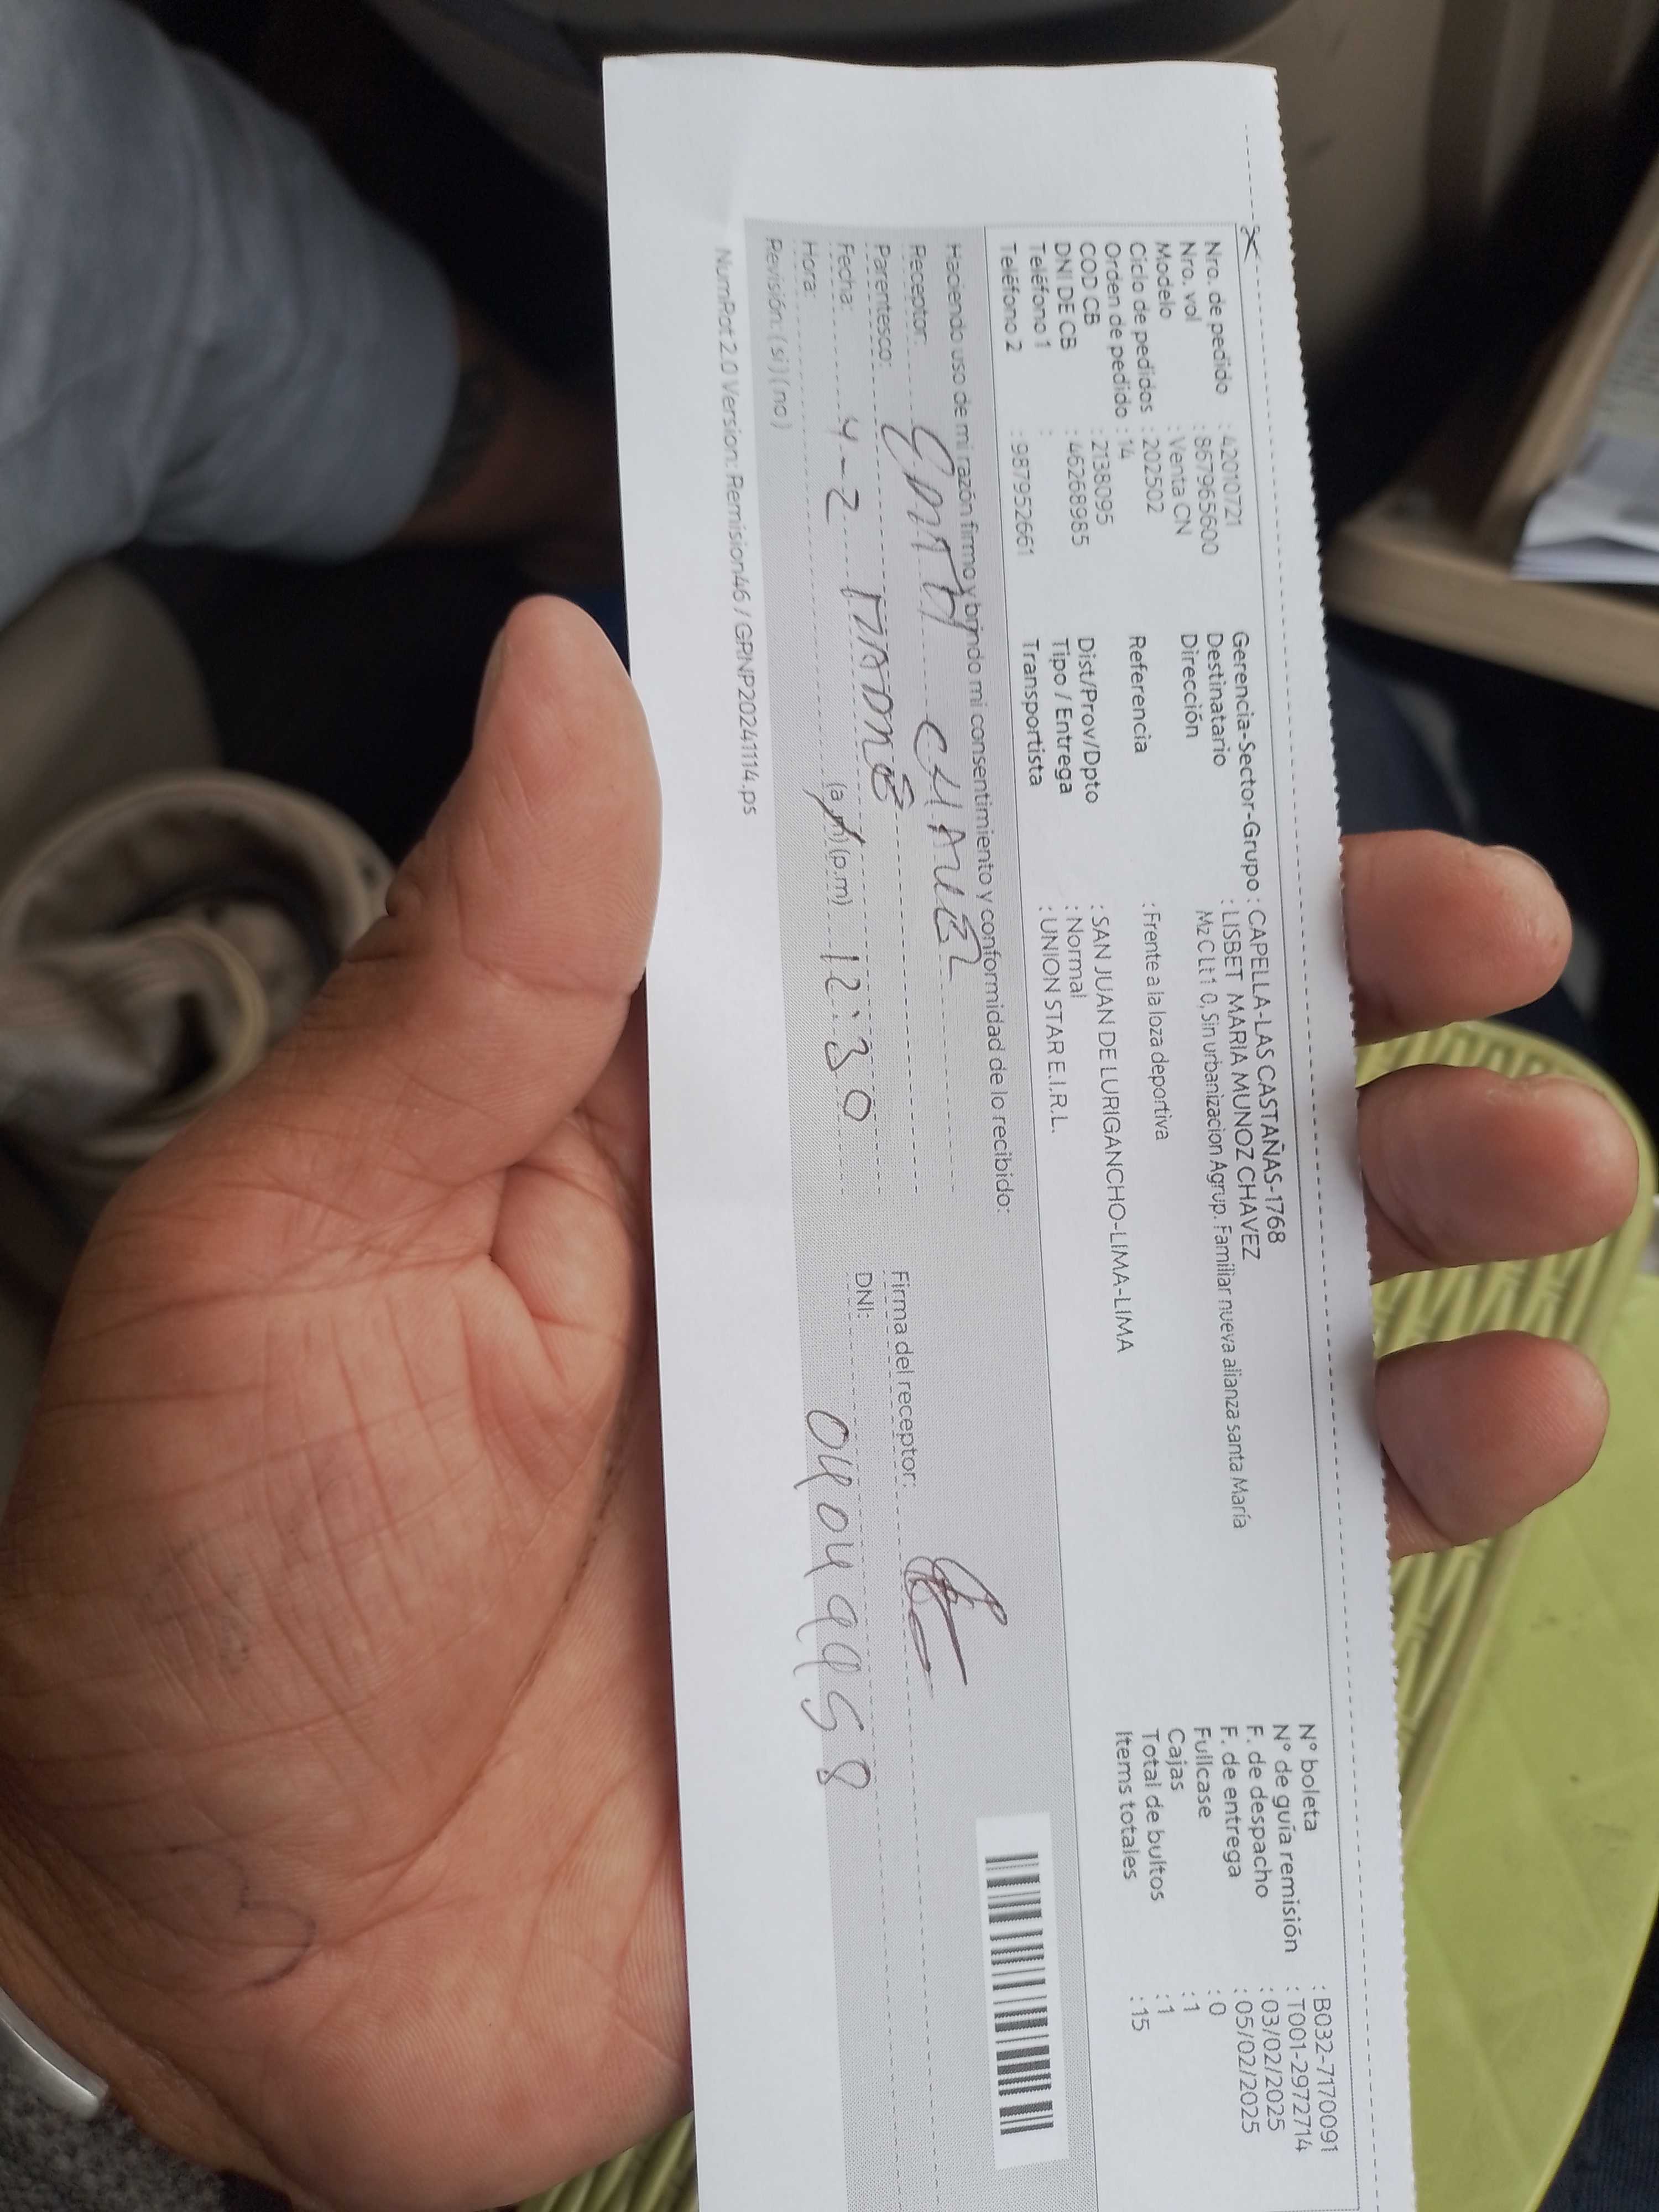 Nro. de pedido : 42010721
Nro. vol : 867965600
Modelo : Venta CN
Ciclo de pedidos : 202502
Orden de pedido : 14
COD CB : 2138095
DNI DE CB : 46268985
Teléfono 1 :
Teléfono 2 : 987952661
Gerencia-Sector-Grupo : CAPELLA-LAS CASTAÑAS-1768
Destinatario : LISBET MARIA MUNOZ CHAVEZ
Dirección Mz C Lt 1 0, Sin urbanizacion Agrup. Familiar nueva alianza santa María
Referencia : Frente a la loza deportiva
Dist/Prov/Dpto : SAN JUAN DE LURIGANCHO-LIMA-LIMA
Tipo / Entrega : Normal
Transportista : UNION STAR E.I.R.L.
N° boleta : B032-7170091
N° de guía remisión : T001-2972714
F. de despacho : 03/02/2025
F. de entrega : 05/02/2025
Fullcase : 0
Cajas : 1
Total de bultos : 1
Items totales : 15
Haciendo uso de mi razón firmo y brindo mi consentimiento y conformidad de lo recibido:
Receptor: CHAUEZ
Parentesco: MADRE
Fecha: 4-2
Hora: (a.m) (p.m) 12:30
Revisión: (si) (no)
Firma del receptor:
DNI: 04049958
NumPot 2.0 Version: Remision46 / GRNP20241114.ps